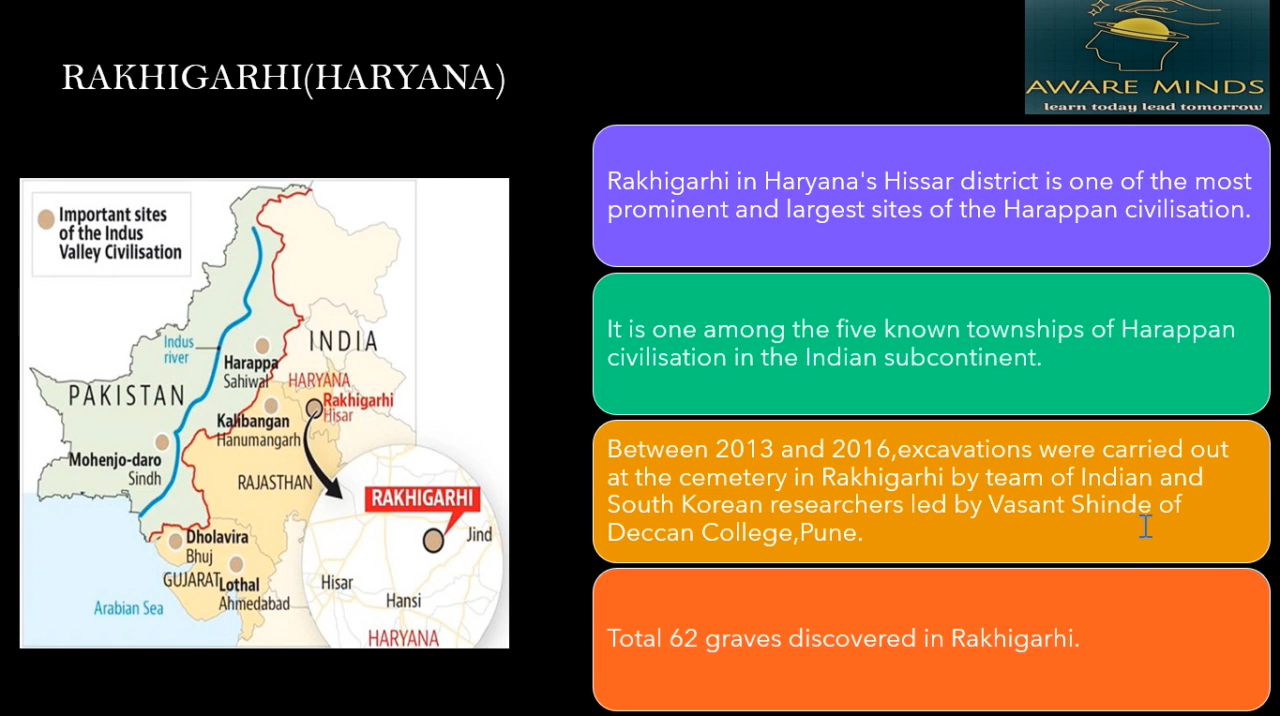 RAKHIGARHI(HARYANA)
AWARE MINDS
learn today lead tomorrow
Important sites
of the Indus
Valley Civilisation
Indus
river
INDIA
Harappa
Sahiwal
HARYANA
PAKISTAN
Rakhigarhi
Hisar
Kalibangan
Hanumangarh
Mohenjo-daro
Sindh
RAJASTHAN
RAKHIGARHI
Jind
Dholavira
Bhuj
GUJARAT
Lothal
Ahmedabad
Arabian Sea
Hisar
Hansi
HARYANA
Rakhigarhi in Haryana's Hissar district is one of the most
prominent and largest sites of the Harappan civilisation.
It is one among the five known townships of Harappan
civilisation in the Indian subcontinent.
Between 2013 and 2016,excavations were carried out
at the cemetery in Rakhigarhi by team of Indian and
South Korean researchers led by Vasant Shinde of
Deccan College,Pune.
Total 62 graves discovered in Rakhigarhi.